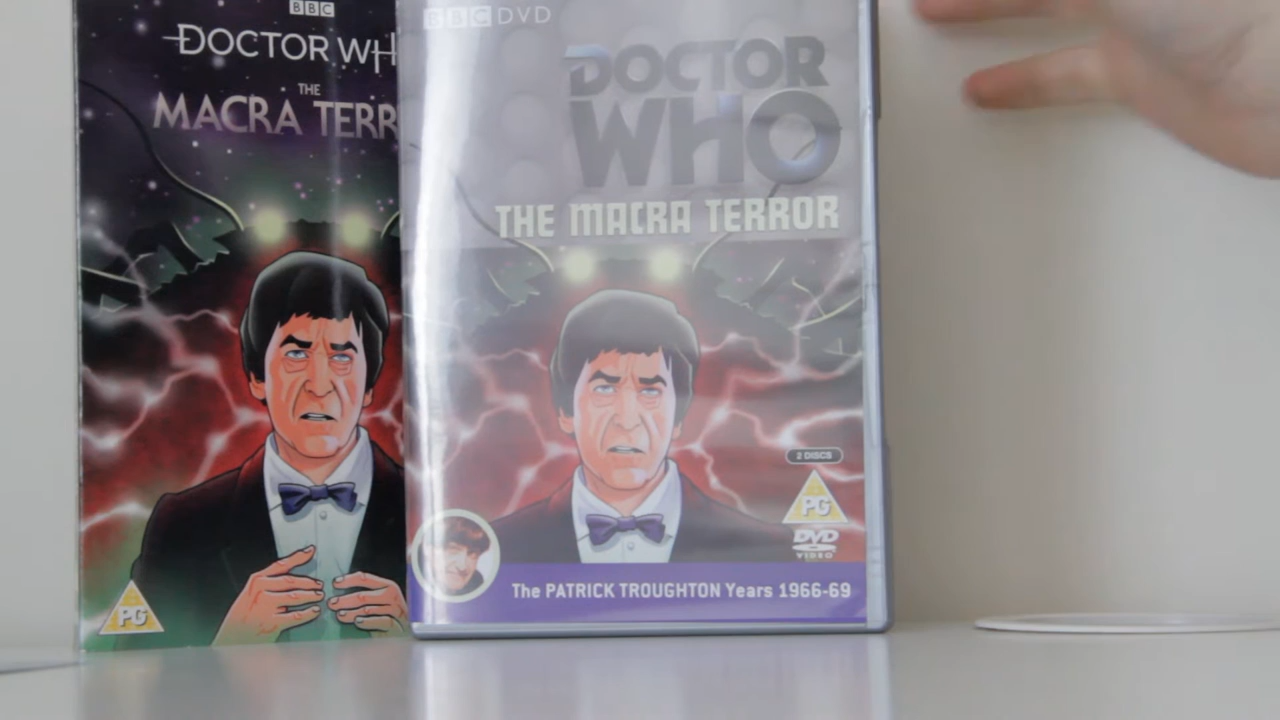 BBC
DOCTOR WH
THE
MACRA TERR
PG
BBC DVD
DOCTOR
WHO
THE MACRA TERROR
2 DISCS
PG
DVD
VIDEO
The PATRICK TROUGHTON Years 1966-69